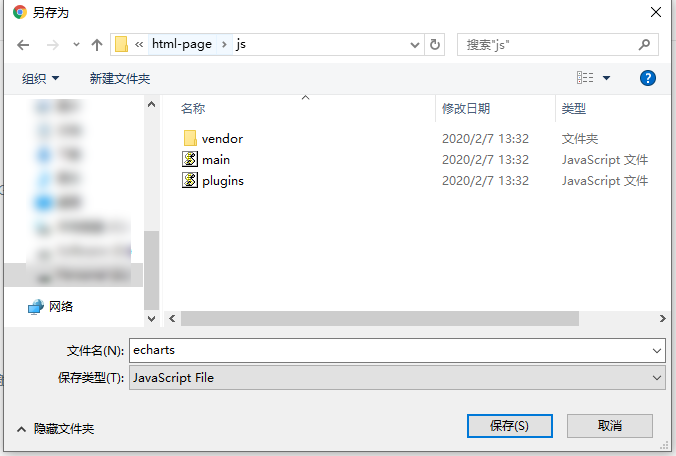 另存为
« html-page › js
搜索"js"
组织 新建文件夹
名称 修改日期 类型
vendor 2020/2/7 13:32 文件夹
main 2020/2/7 13:32 JavaScript 文件
plugins 2020/2/7 13:32 JavaScript 文件
网络
文件名(N): echarts
保存类型(T): JavaScript File
隐藏文件夹 保存(S) 取消